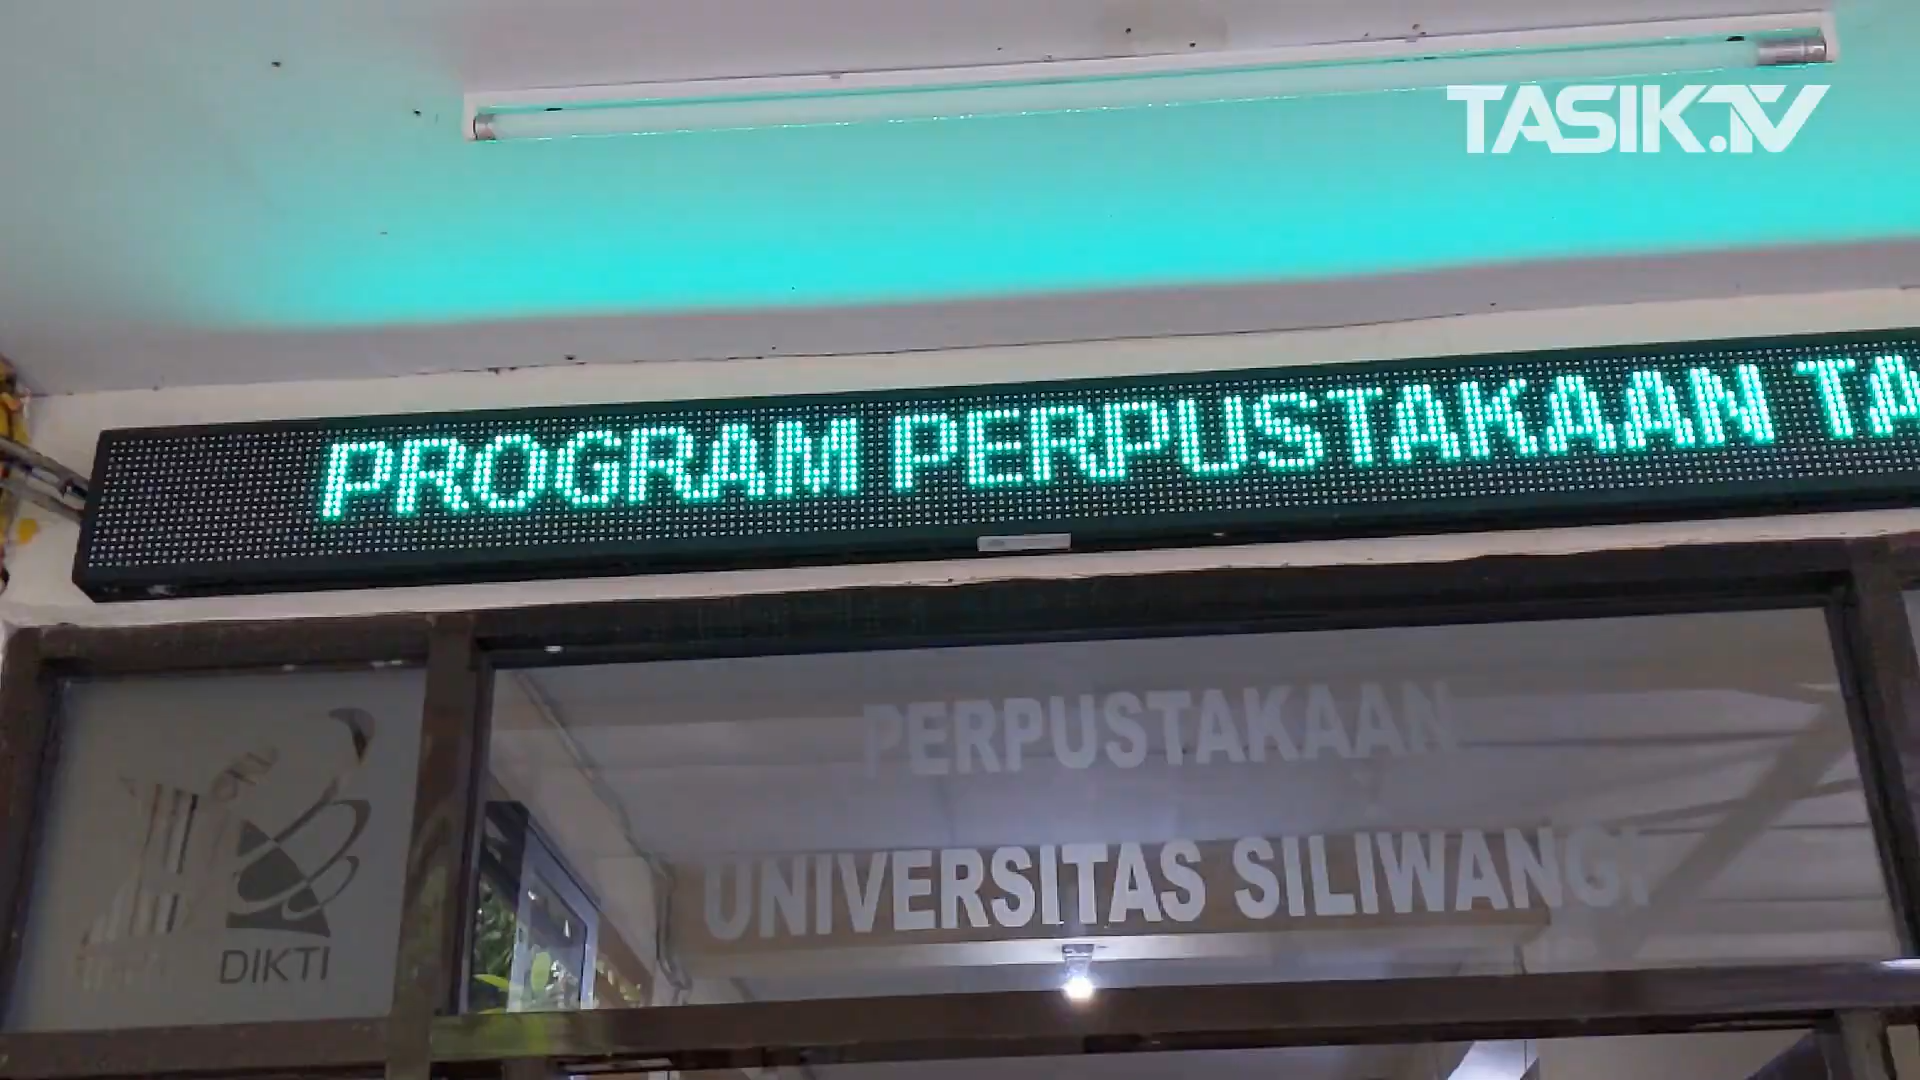 TASIK.TV
PROGRAM PERPUSTAKAAN TA
PERPUSTAKAAN
UNIVERSITAS SILIWANGI
DIKTI